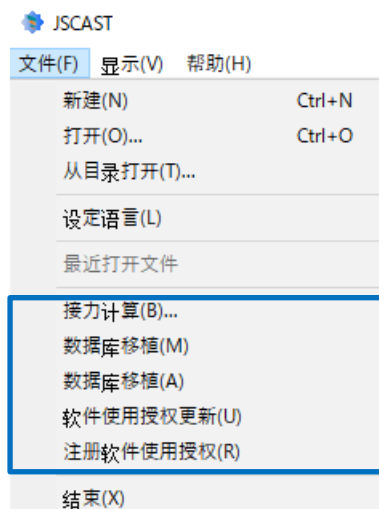 JSCAST
文件(F) 显示(V) 帮助(H)
新建(N) Ctrl+N
打开(O)... Ctrl+O
从目录打开(T)...
设定语言(L)
最近打开文件
接力计算(B)...
数据库移植(M)
数据库移植(A)
软件使用授权更新(U)
注册软件使用授权(R)
结束(X)